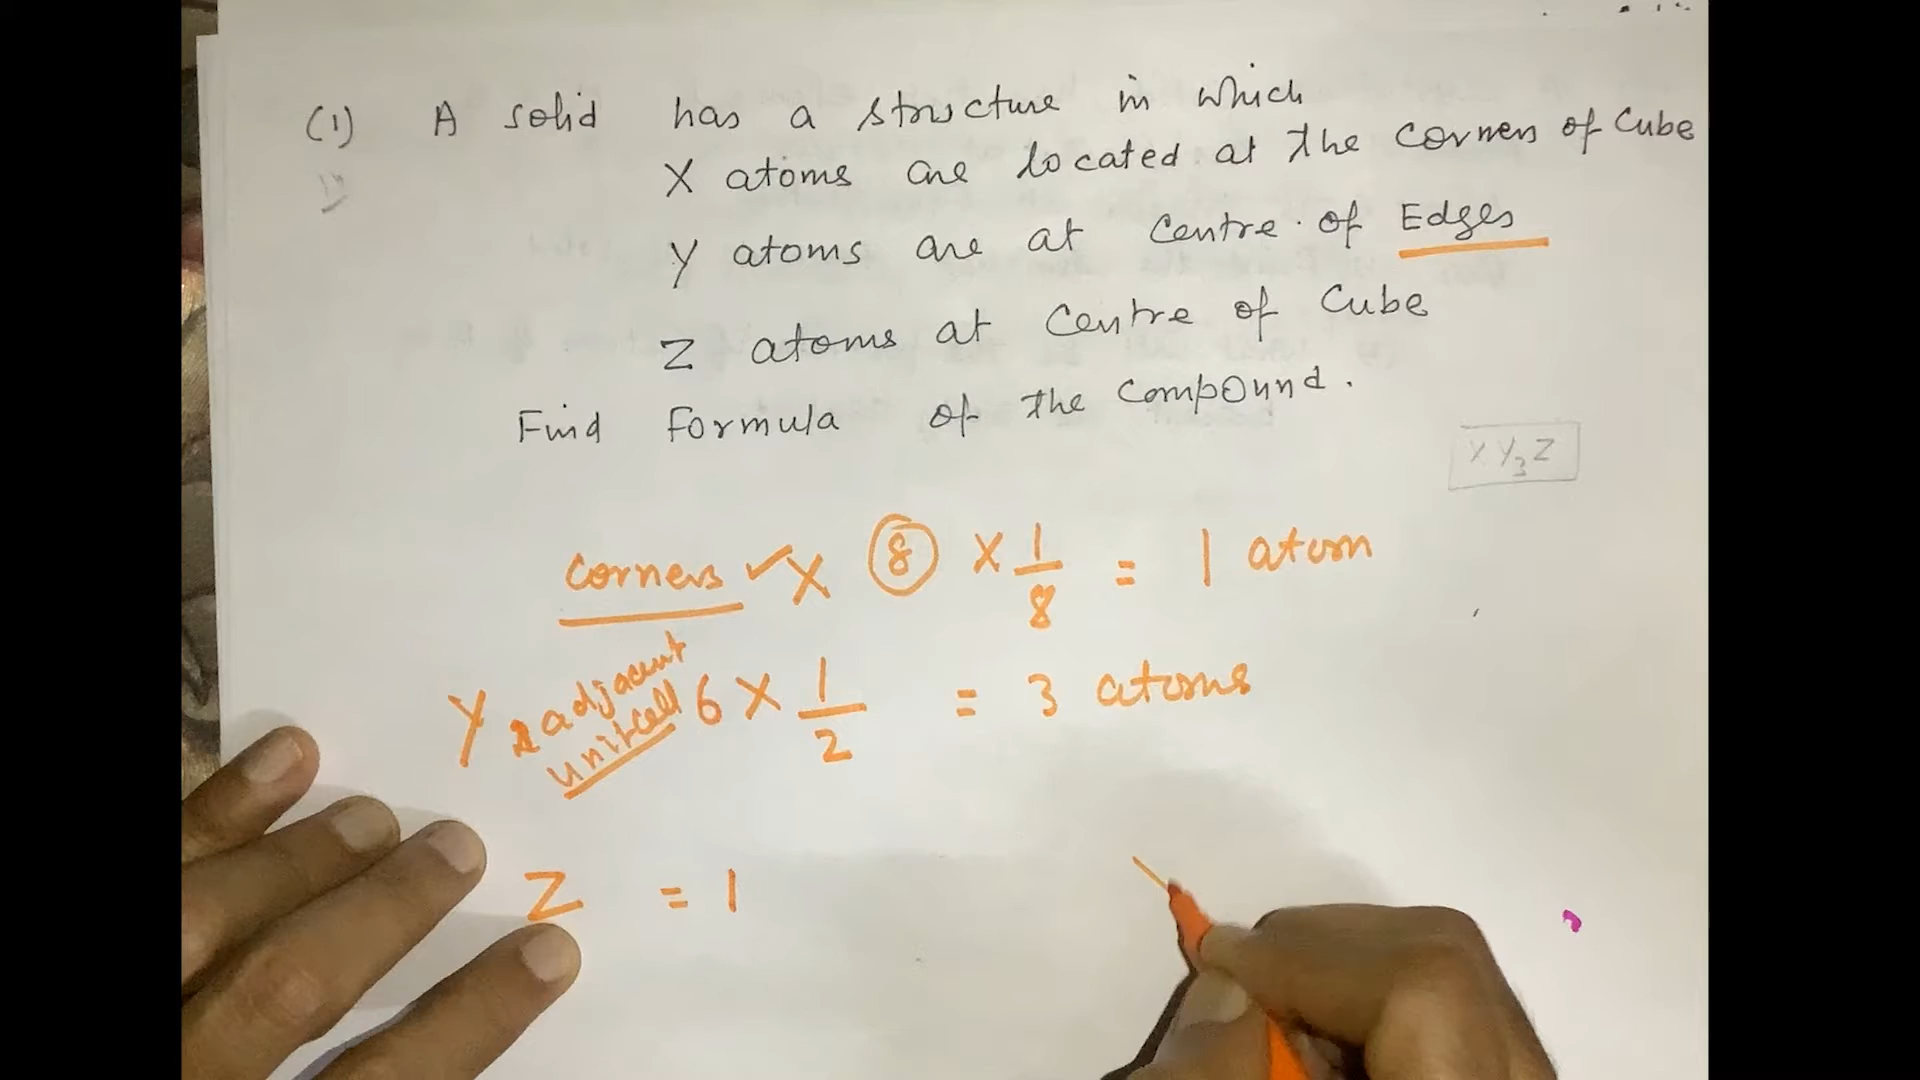 (1) A solid has a structure in which
X atoms are located at the corners of Cube
Y atoms are at Centre of Edges
Z atoms at Centre of Cube
Find Formula of the Compound.
XY₃Z
Corners ✓ X 8 × 1/8 = 1 atom
Y 2 adjacent unitcell 6 × 1/2 = 3 atoms
Z = 1